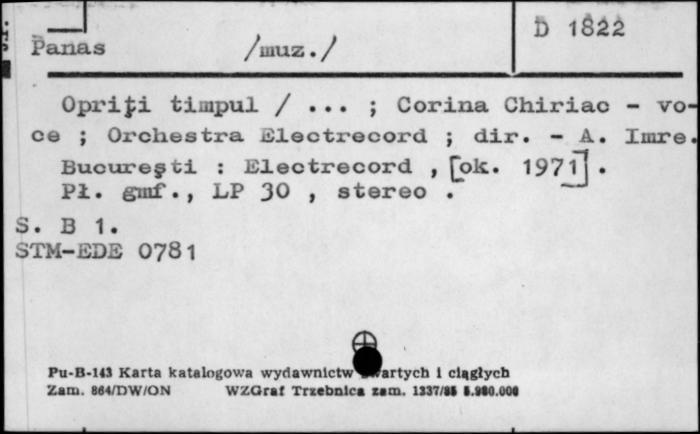 D 1822
Panas /muz./
Opriţi timpul / ... ; Corina Chiriac - vo-
ce ; Orchestra Electrecord ; dir. - A. Imre.
Bucureşti : Electrecord , [ok. 1971] .
Pł. gmf., LP 30 , stereo .
S. B 1.
STM-EDE 0781
Pu-B-143 Karta katalogowa wydawnictw zwartych i ciągłych
Zam. 864/DW/ON WZGraf Trzebnica zam. 1337/85 5.980.000